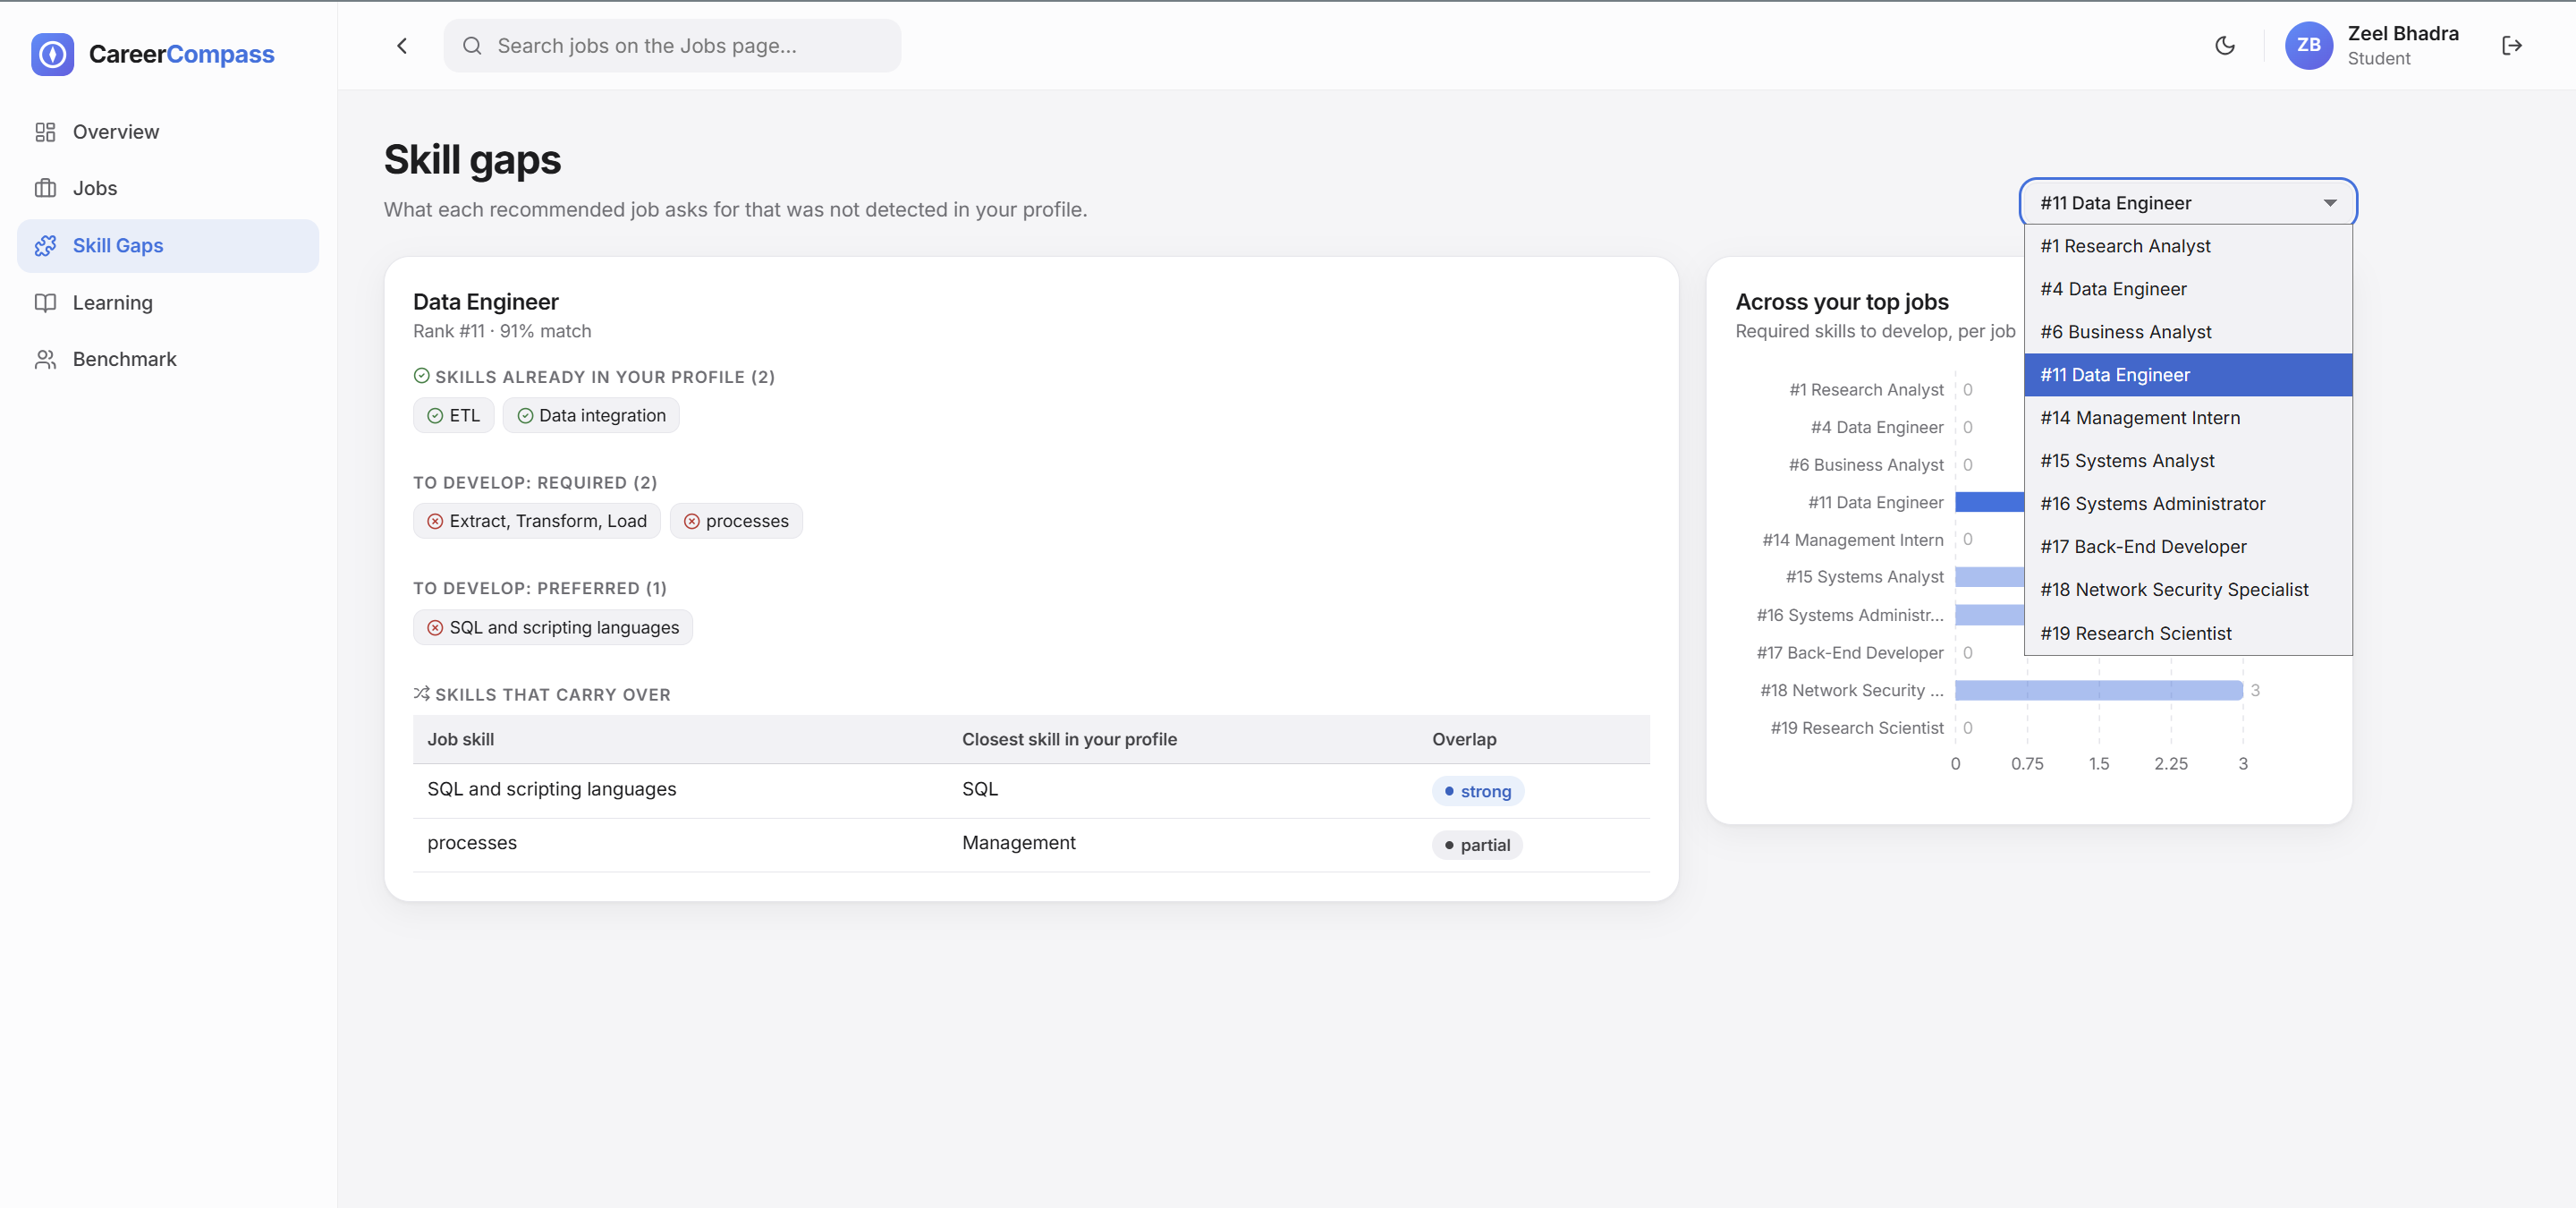 CareerCompass
Search jobs on the Jobs page...
ZB
Zeel Bhadra
Student
Overview
Jobs
Skill Gaps
Learning
Benchmark
Skill gaps
What each recommended job asks for that was not detected in your profile.
#11 Data Engineer
#1 Research Analyst
#4 Data Engineer
#6 Business Analyst
#11 Data Engineer
#14 Management Intern
#15 Systems Analyst
#16 Systems Administrator
#17 Back-End Developer
#18 Network Security Specialist
#19 Research Scientist
Data Engineer
Rank #11 · 91% match
SKILLS ALREADY IN YOUR PROFILE (2)
ETL
Data integration
TO DEVELOP: REQUIRED (2)
Extract, Transform, Load
processes
TO DEVELOP: PREFERRED (1)
SQL and scripting languages
SKILLS THAT CARRY OVER
Job skill Closest skill in your profile Overlap
SQL and scripting languages SQL strong
processes Management partial
Across your top jobs
Required skills to develop, per job
#1 Research Analyst 0
#4 Data Engineer 0
#6 Business Analyst 0
#11 Data Engineer
#14 Management Intern 0
#15 Systems Analyst
#16 Systems Administr...
#17 Back-End Developer 0
#18 Network Security ... 3
#19 Research Scientist 0
0 0.75 1.5 2.25 3